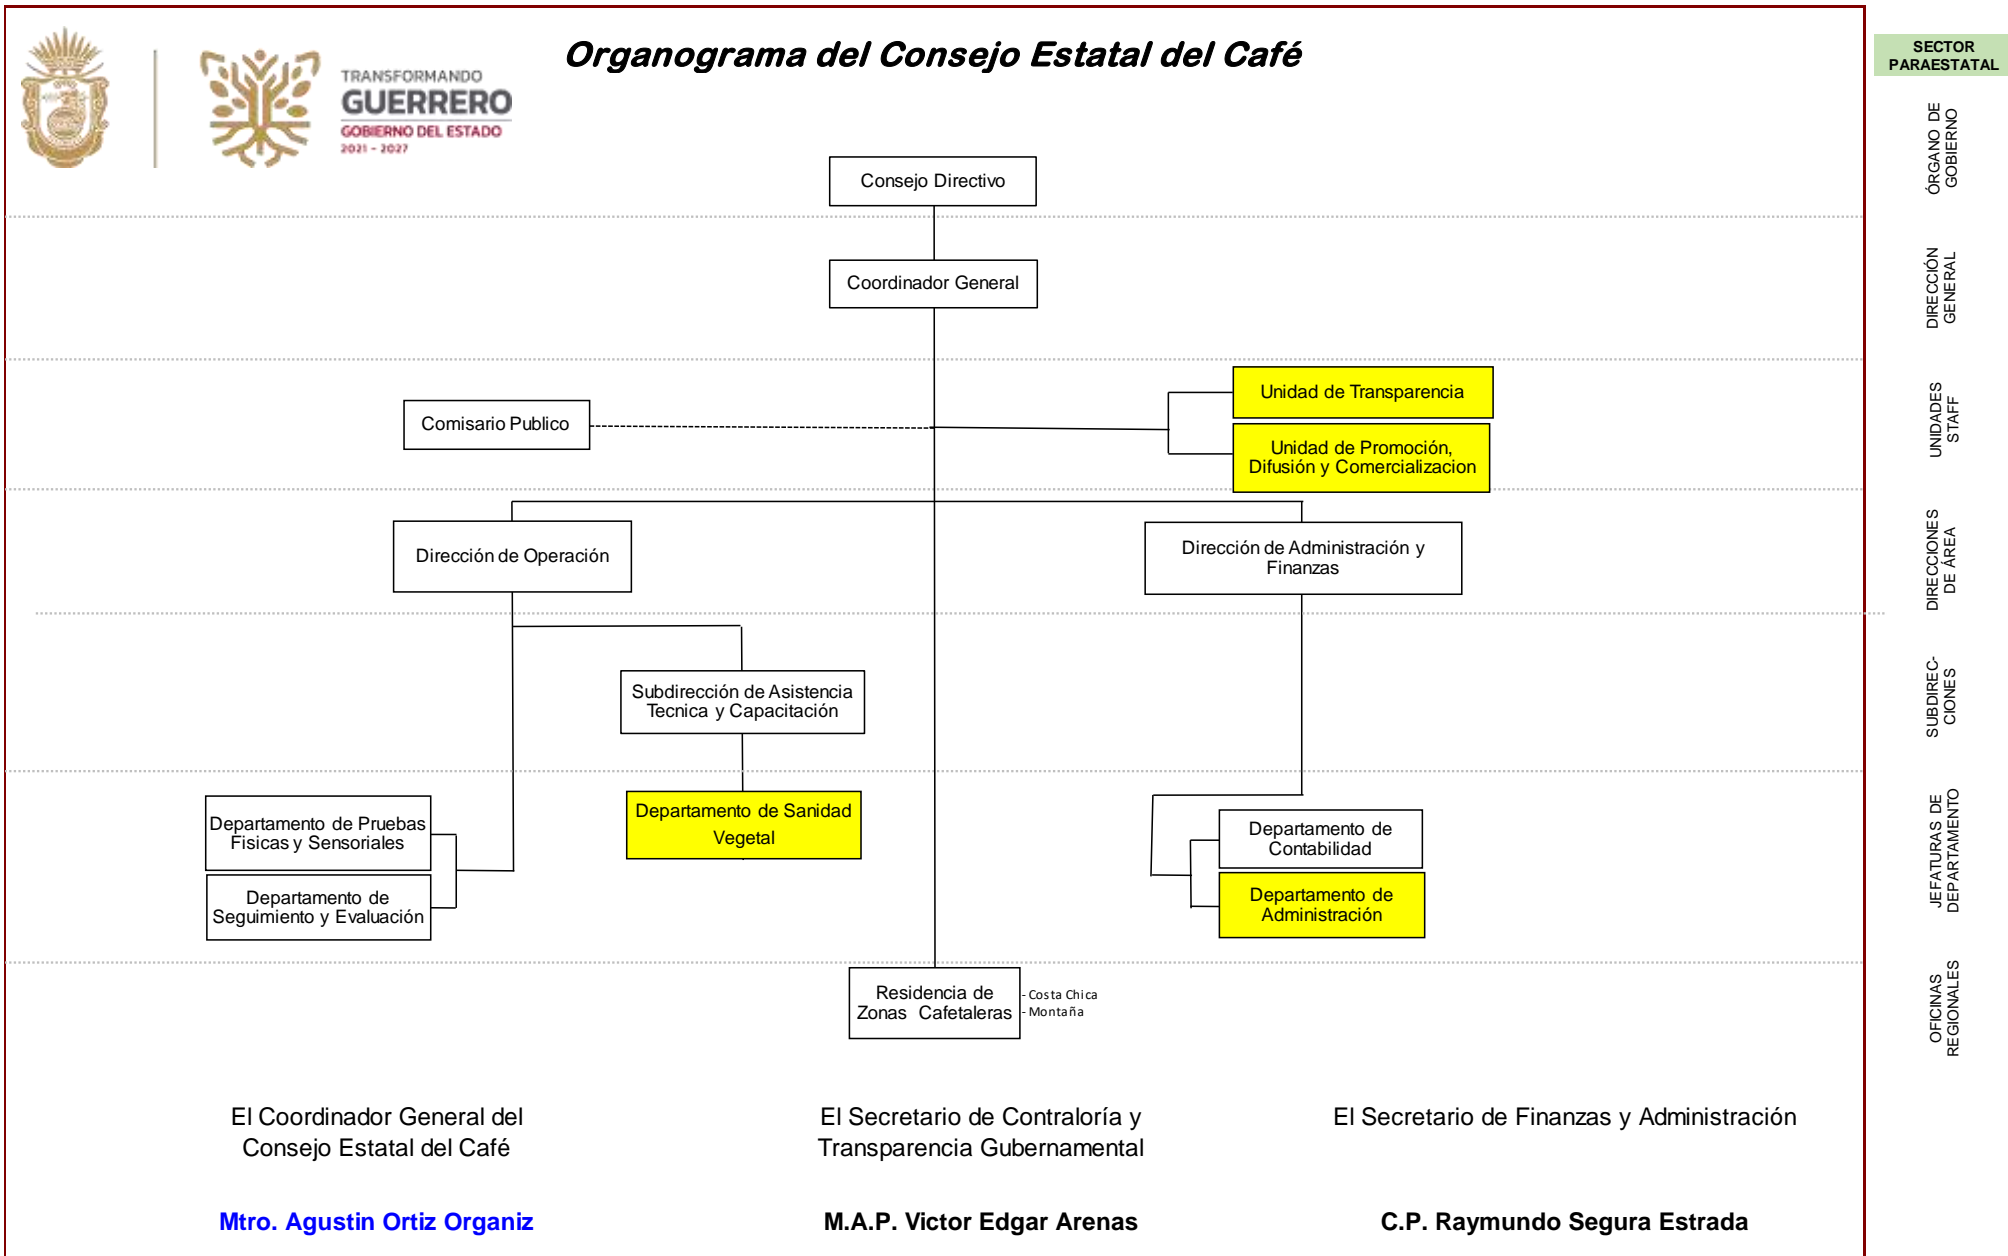 Organograma del Consejo Estatal del Café
SECTOR
PARAESTATAL
TRANSFORMANDO
GUERRERO
GOBIERNO DEL ESTADO
2021 - 2027
ÓRGANO DE
GOBIERNO
Consejo Directivo
DIRECCIÓN
GENERAL
Coordinador General
UNIDADES
STAFF
Comisario Publico
Unidad de Transparencia
Unidad de Promoción,
Difusión y Comercializacion
DIRECCIONES
DE ÁREA
Dirección de Operación
Dirección de Administración y
Finanzas
SUBDIREC-
CIONES
Subdirección de Asistencia
Tecnica y Capacitación
JEFATURAS DE
DEPARTAMENTO
Departamento de Pruebas
Fisicas y Sensoriales
Departamento de
Seguimiento y Evaluación
Departamento de Sanidad
Vegetal
Departamento de
Contabilidad
Departamento de
Administración
OFICINAS
REGIONALES
Residencia de
Zonas Cafetaleras
- Costa Chica
- Montaña
El Coordinador General del
Consejo Estatal del Café
El Secretario de Contraloría y
Transparencia Gubernamental
El Secretario de Finanzas y Administración
Mtro. Agustin Ortiz Organiz
M.A.P. Victor Edgar Arenas
C.P. Raymundo Segura Estrada